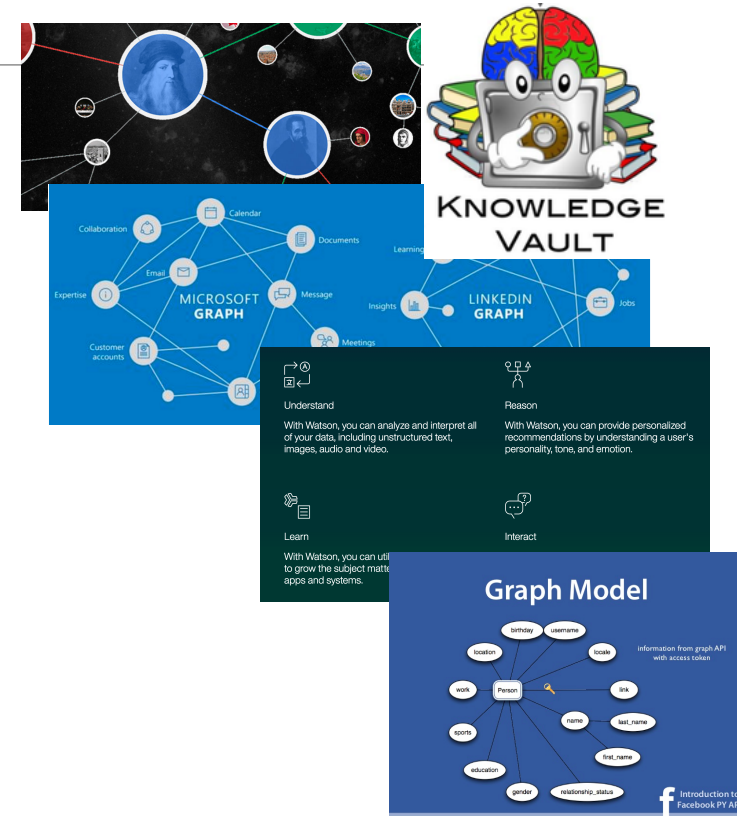 KNOWLEDGE
VAULT
Calendar
Collaboration
Documents
Email
Expertise
MICROSOFT
GRAPH
Message
Customer
accounts
Meetings
Learning
Insights
LINKEDIN
GRAPH
Jobs
Understand
With Watson, you can analyze and interpret all
of your data, including unstructured text,
images, audio and video.
Reason
With Watson, you can provide personalized
recommendations by understanding a user's
personality, tone, and emotion.
Learn
With Watson, you can
to grow the subject
apps and systems.
Interact
Graph Model
information from graph API
with access token
birthday
username
location
locale
work
Person
link
name
last_name
sports
first_name
education
gender
relationship_status
f
Introduction to
Facebook PY